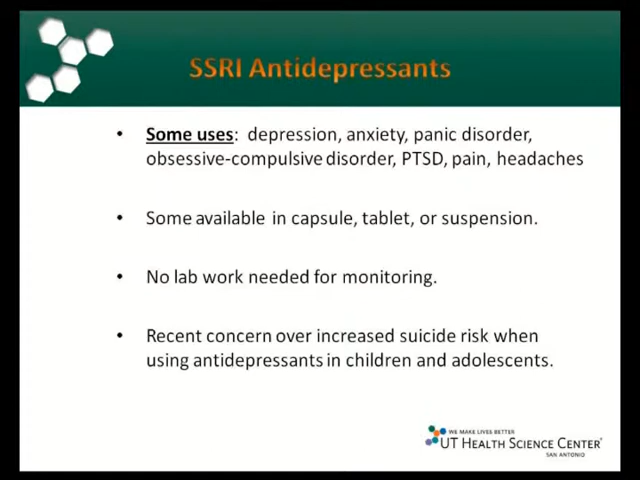 SSRI Antidepressants
• Some uses: depression, anxiety, panic disorder,
obsessive-compulsive disorder, PTSD, pain, headaches
• Some available in capsule, tablet, or suspension.
• No lab work needed for monitoring.
• Recent concern over increased suicide risk when
using antidepressants in children and adolescents.
WE MAKE LIVES BETTER
UT HEALTH SCIENCE CENTER
SAN ANTONIO